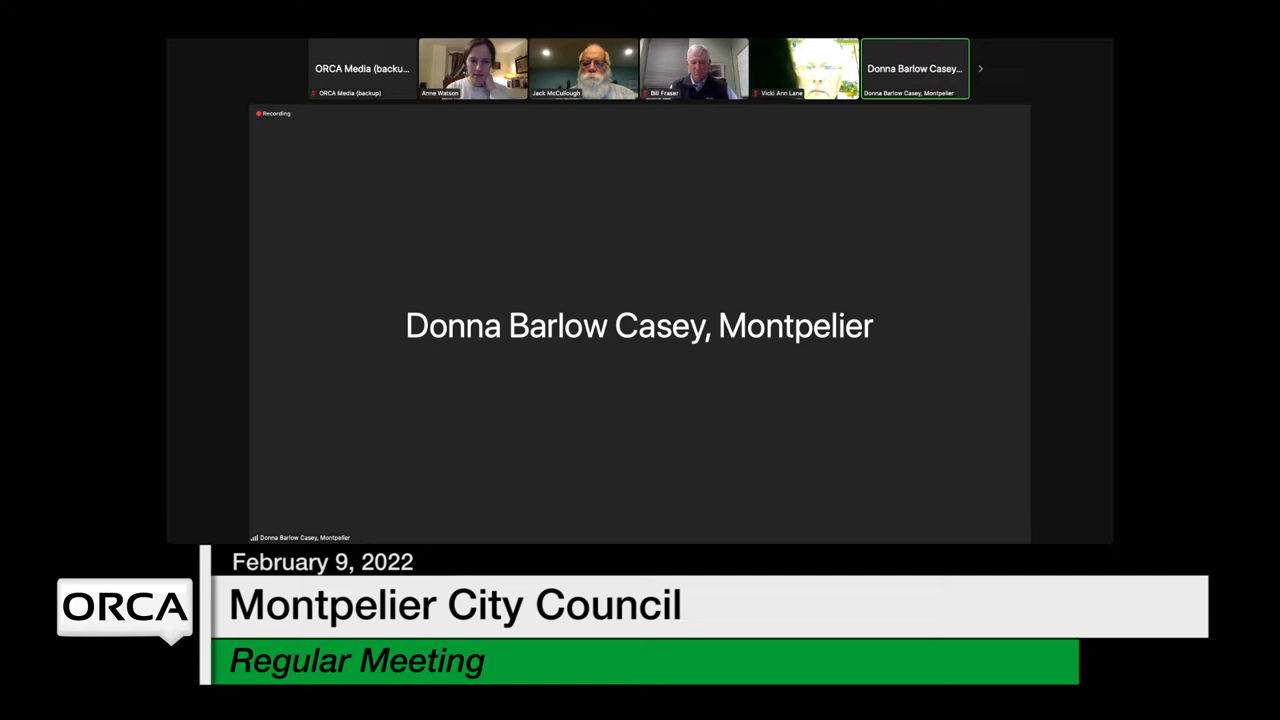 ORCA Media (backu...
Donna Barlow Casey...
ORCA Media (backup)
Anne Watson
Jack McCullough
Bill Fraser
Vicki Ann Lane
Donna Barlow Casey, Montpelier
Recording
Donna Barlow Casey, Montpelier
Donna Barlow Casey, Montpelier
February 9, 2022
ORCA
Montpelier City Council
Regular Meeting